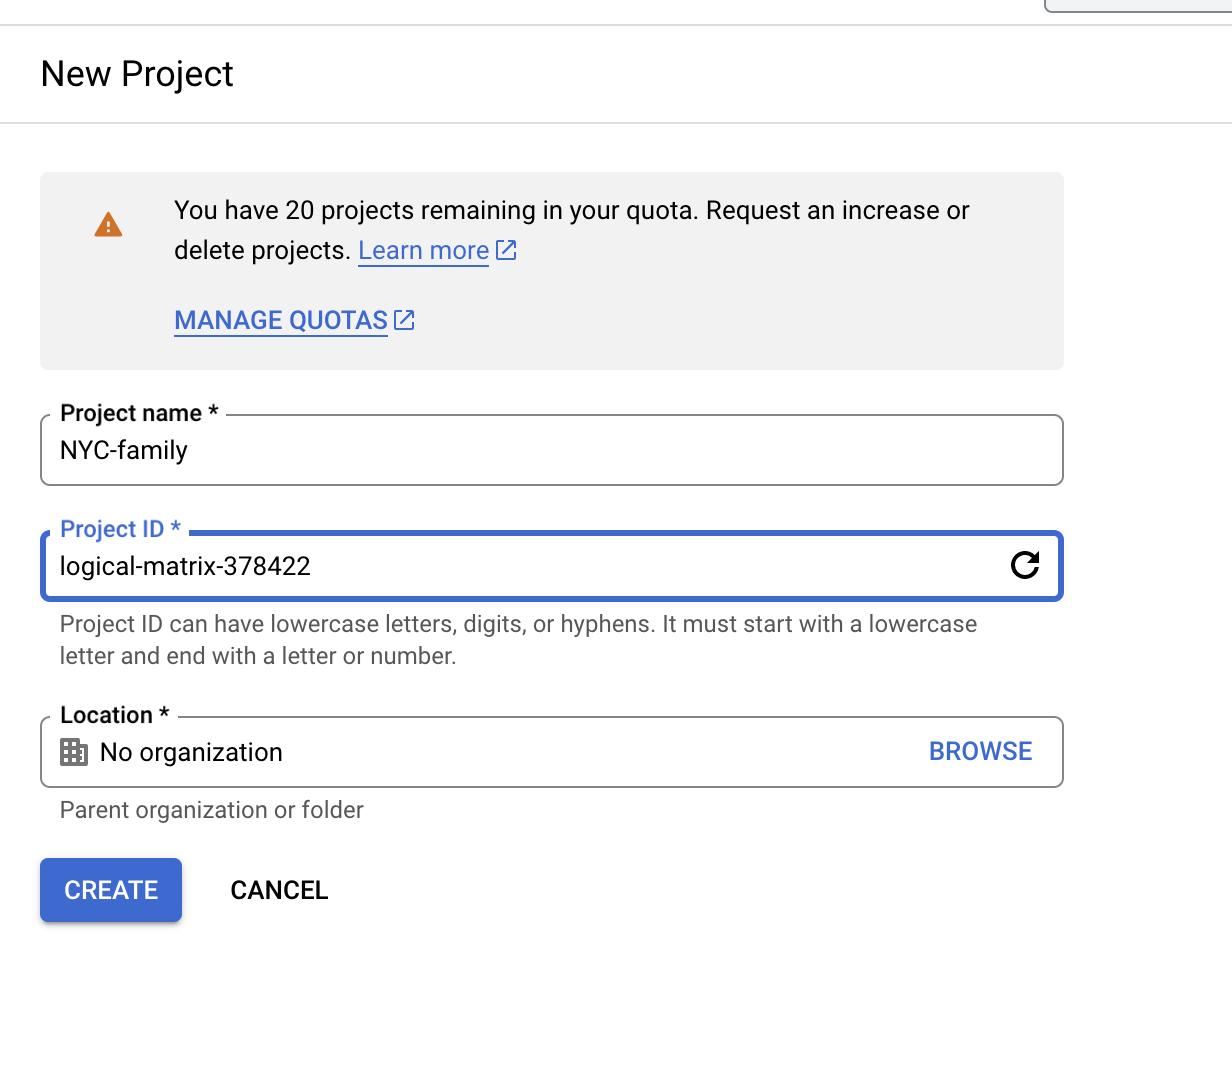 New Project
You have 20 projects remaining in your quota. Request an increase or
delete projects. Learn more
MANAGE QUOTAS
Project name *
NYC-family
Project ID *
logical-matrix-378422
Project ID can have lowercase letters, digits, or hyphens. It must start with a lowercase
letter and end with a letter or number.
Location *
No organization
BROWSE
Parent organization or folder
CREATE
CANCEL